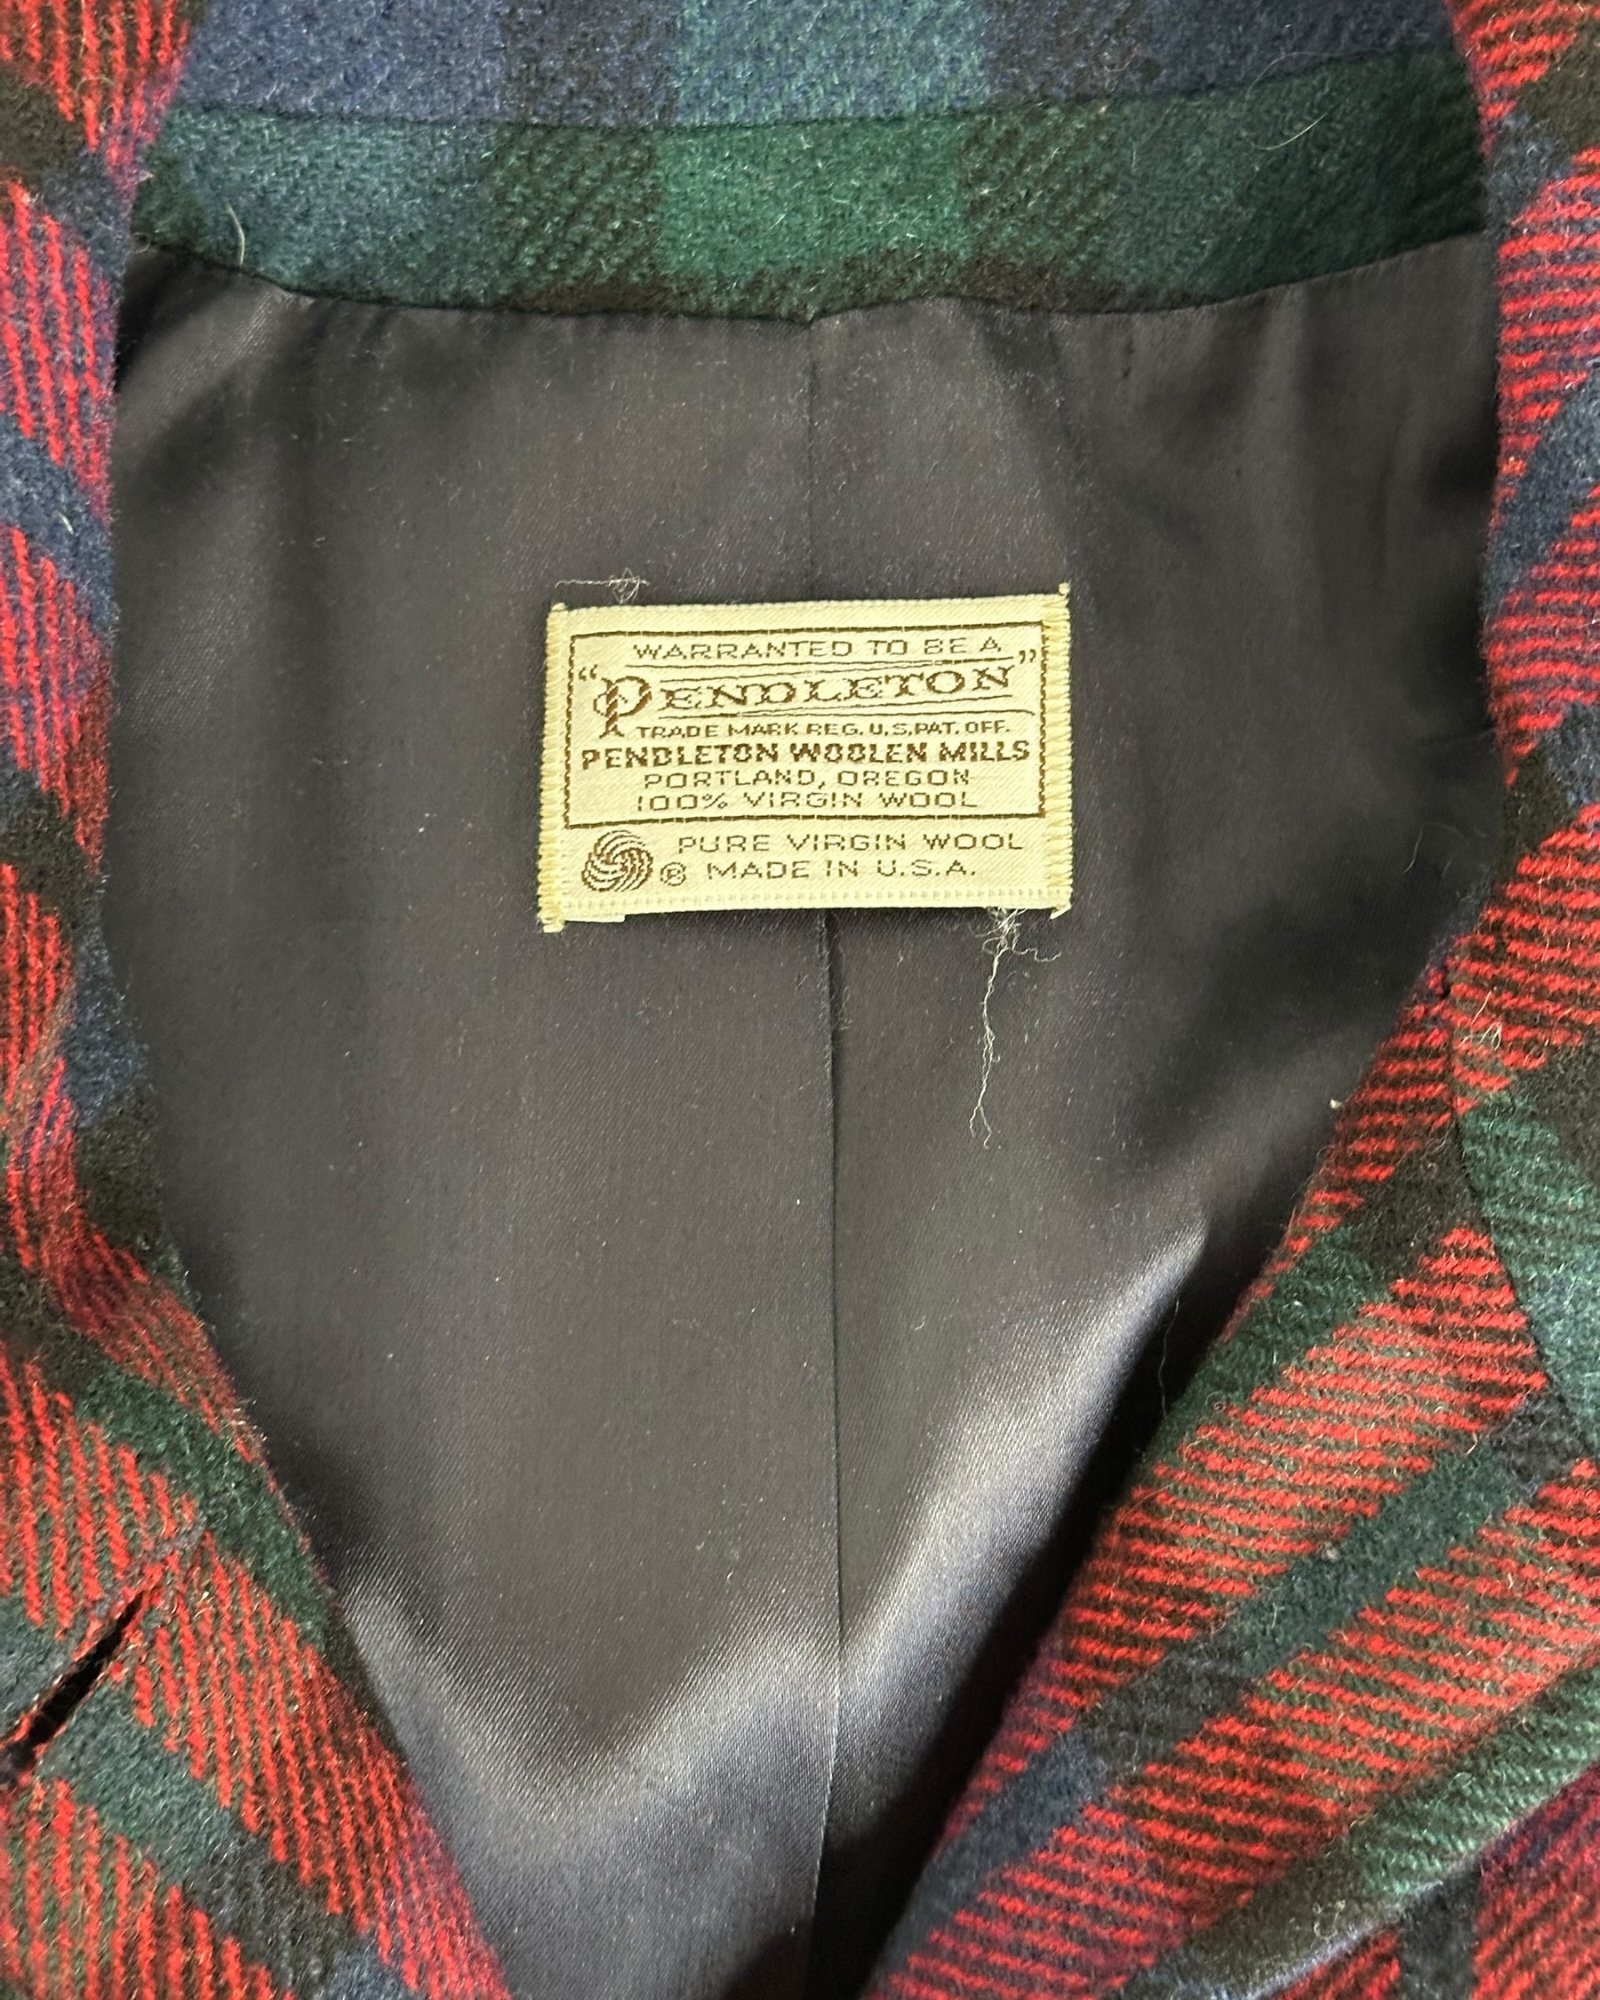 WARRANTED TO BE A
"PENDLETON"
TRADE MARK REG. U.S. PAT. OFF.
PENDLETON WOOLEN MILLS
PORTLAND, OREGON
100% VIRGIN WOOL
PURE VIRGIN WOOL
® MADE IN U.S.A.